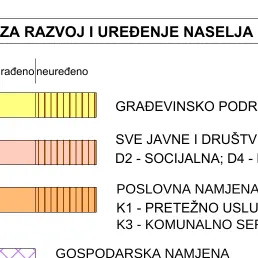 ZA RAZVOJ I UREĐENJE NASELJA
rađeno neuređeno
GRAĐEVINSKO PODR
SVE JAVNE I DRUŠTV
D2 - SOCIJALNA; D4 -
POSLOVNA NAMJENA
K1 - PRETEŽNO USLU
K3 - KOMUNALNO SER
GOSPODARSKA NAMJENA